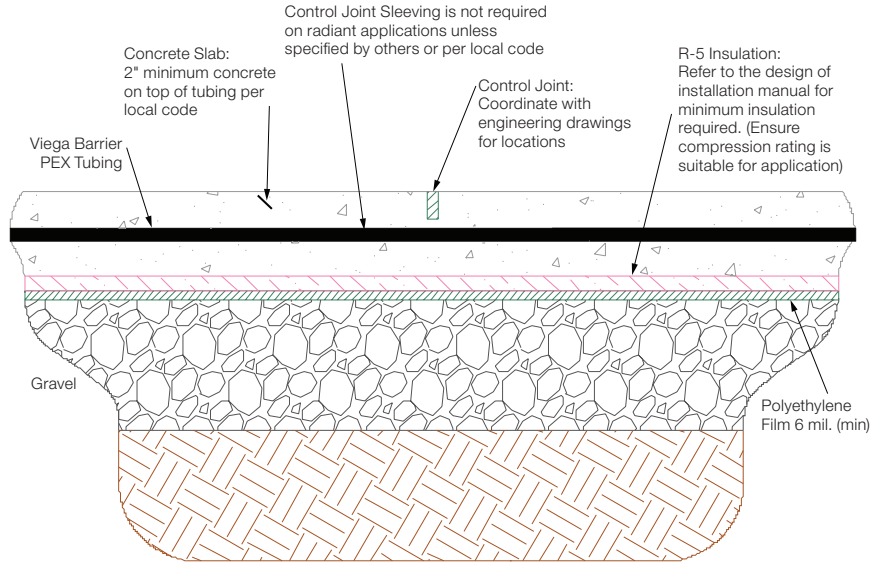 Control Joint Sleeving is not required
on radiant applications unless
specified by others or per local code
Concrete Slab:
2" minimum concrete
on top of tubing per
local code
Control Joint:
Coordinate with
engineering drawings
for locations
R-5 Insulation:
Refer to the design of
installation manual for
minimum insulation
required. (Ensure
compression rating is
suitable for application)
Viega Barrier
PEX Tubing
Gravel
Polyethylene
Film 6 mil. (min)